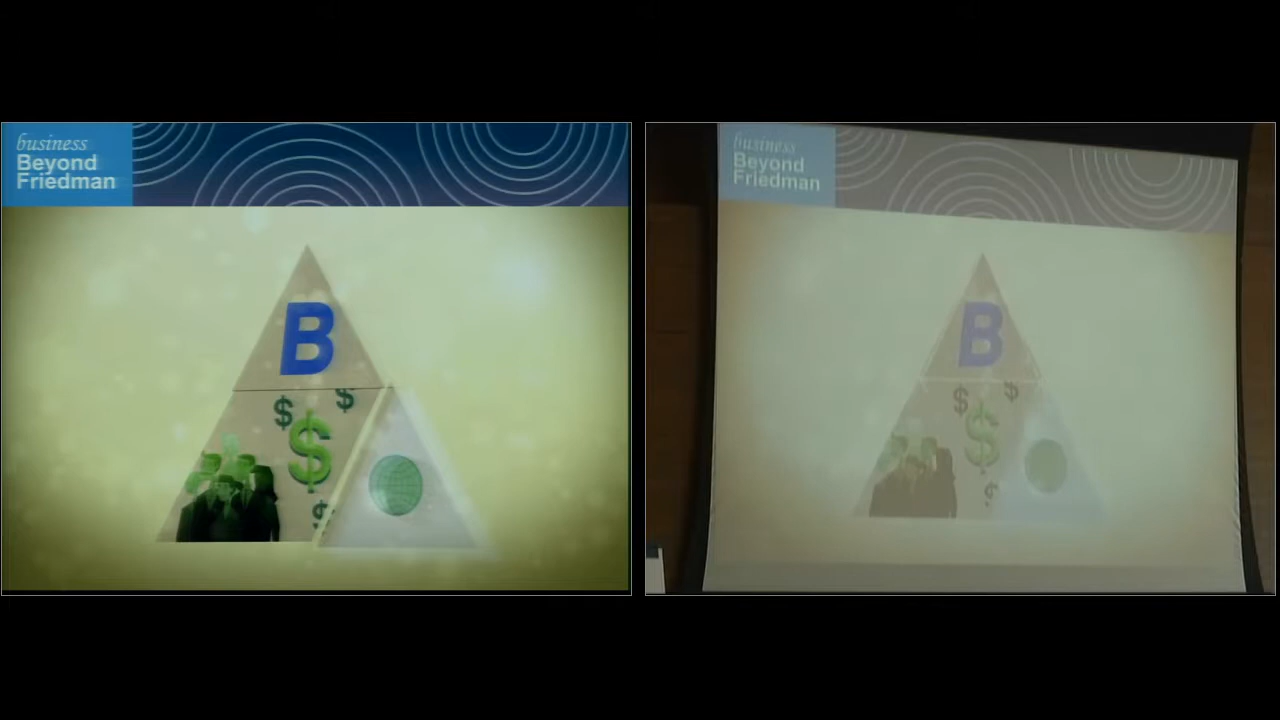 business
Beyond
Friedman
B
$ $
$
$
business
Beyond
Friedman
B
$ $
$
$